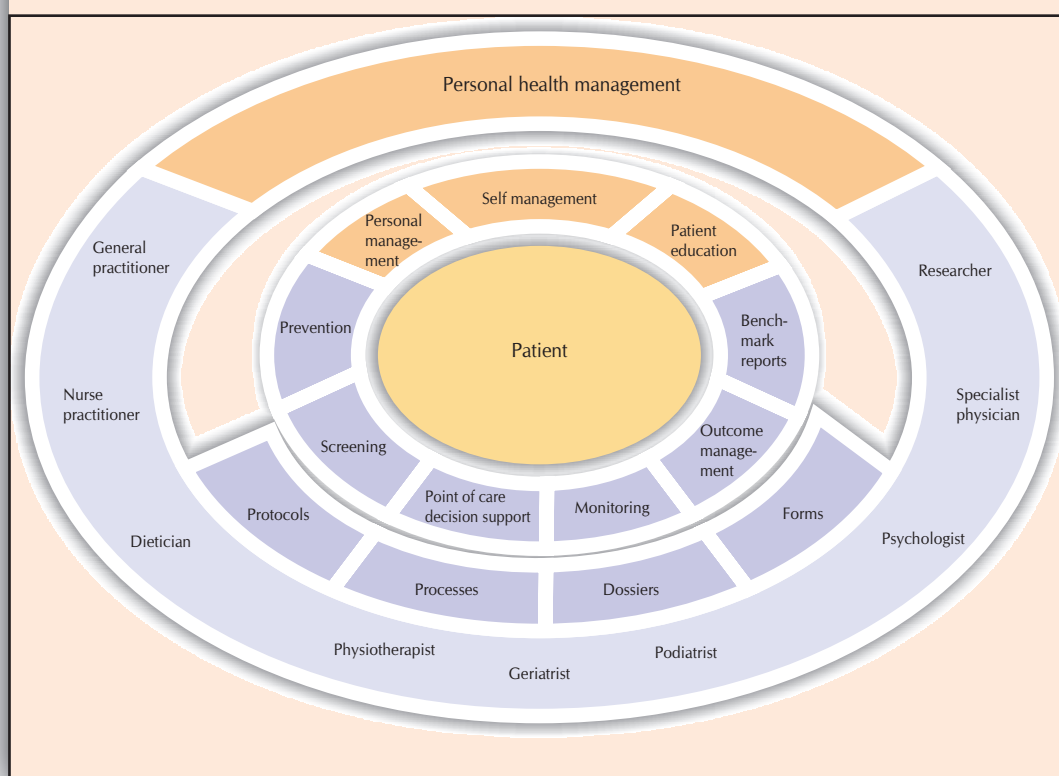 Personal health management
Self management
Personal
manage-
ment
Patient
education
General
practitioner
Researcher
Prevention
Bench-
mark
reports
Patient
Nurse
practitioner
Specialist
physician
Screening
Outcome
manage-
ment
Point of care
decision support
Monitoring
Protocols
Forms
Dietician
Psychologist
Processes
Dossiers
Physiotherapist
Podiatrist
Geriatrist